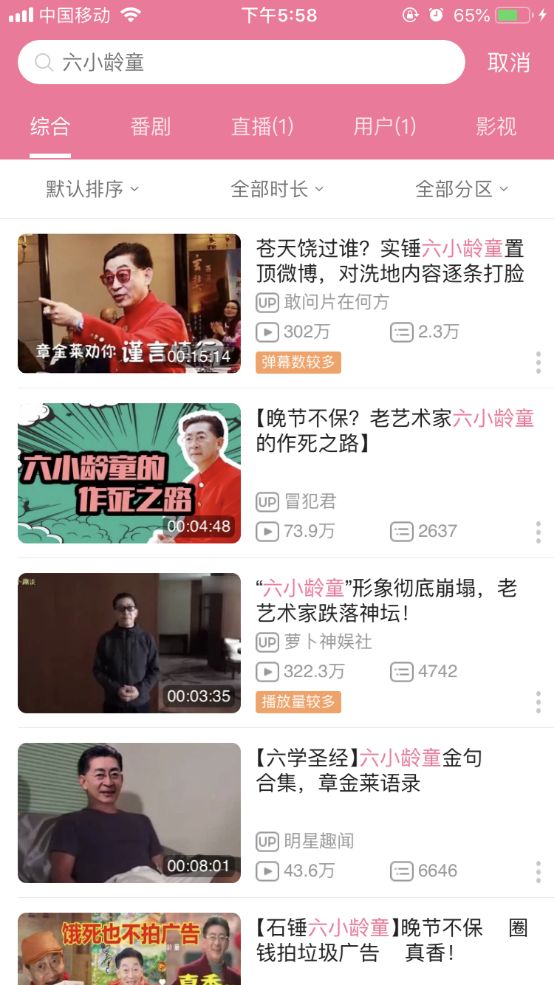 中国移动
下午5:58
65%
六小龄童
取消
综合
番剧
直播(1)
用户(1)
影视
默认排序
全部时长
全部分区
章金莱劝你 谨言慎行
00:15:14
苍天饶过谁？实锤六小龄童置
顶微博，对洗地内容逐条打脸
UP 敢问片在何方
302万
2.3万
弹幕数较多
六小龄童的
作死之路
00:04:48
【晚节不保？老艺术家六小龄童
的作死之路】
UP 冒犯君
73.9万
2637
00:03:35
“六小龄童”形象彻底崩塌，老
艺术家跌落神坛！
UP 萝卜神娱社
322.3万
4742
播放量较多
00:08:01
【六学圣经】六小龄童金句
合集，章金莱语录
UP 明星趣闻
43.6万
6646
饿死也不拍广告
真香
【石锤六小龄童】晚节不保 圈
钱拍垃圾广告 真香！